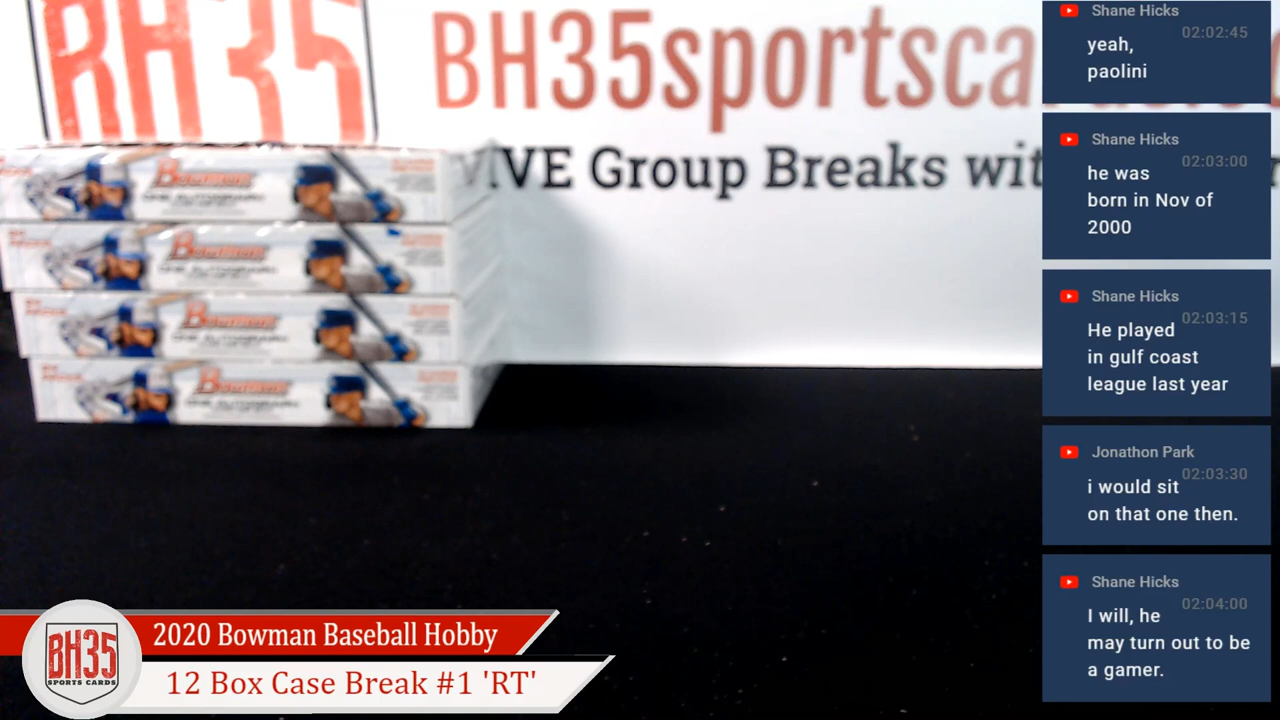 BH35
BH35sportsca
IVE Group Breaks wit
Bowman
Bowman
Bowman
Bowman
Shane Hicks
02:02:45
yeah,
paolini
Shane Hicks
02:03:00
he was
born in Nov of
2000
Shane Hicks
02:03:15
He played
in gulf coast
league last year
Jonathon Park
02:03:30
i would sit
on that one then.
Shane Hicks
02:04:00
I will, he
may turn out to be
a gamer.
BH35
SPORTS CARDS
2020 Bowman Baseball Hobby
12 Box Case Break #1 'RT'